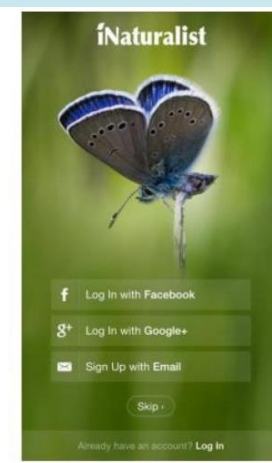 iNaturalist
f Log In with Facebook
g+ Log In with Google+
Sign Up with Email
Skip ›
Already have an account? Log In